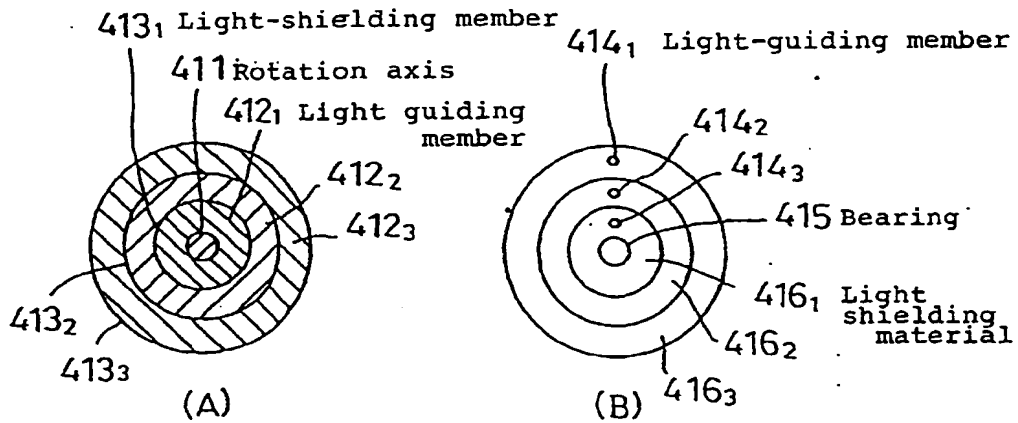 413₁ Light-shielding member
411 Rotation axis
412₁ Light guiding
member
412₂
412₃
413₂
413₃
(A)
414₁ Light-guiding member
414₂
414₃
415 Bearing
416₁ Light
shielding
material
416₂
416₃
(B)